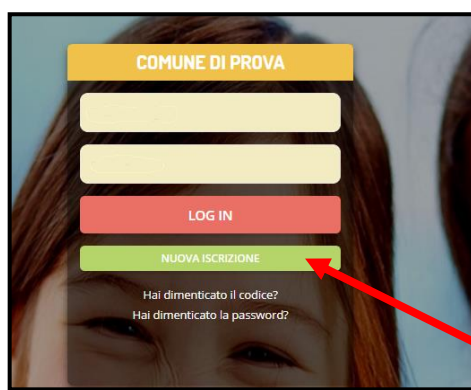 COMUNE DI PROVA
LOG IN
NUOVA ISCRIZIONE
Hai dimenticato il codice?
Hai dimenticato la password?